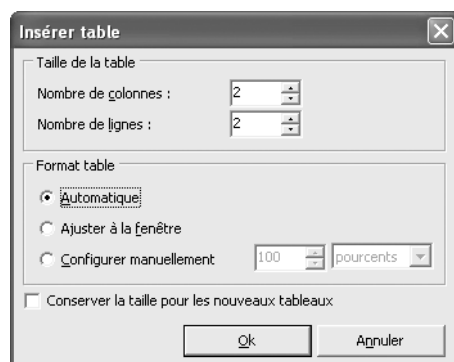 Insérer table
Taille de la table
Nombre de colonnes : 2
Nombre de lignes : 2
Format table
Automatique
Ajuster à la fenêtre
Configurer manuellement 100 pourcents
Conserver la taille pour les nouveaux tableaux
Ok Annuler